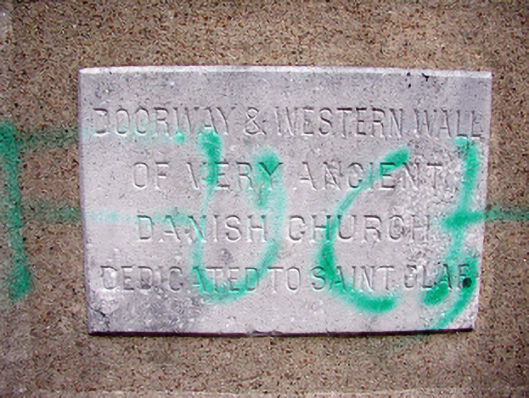 DOORWAY & WESTERN WALL
OF VERY ANCIENT
DANISH CHURCH
DEDICATED TO SAINT OLAF.